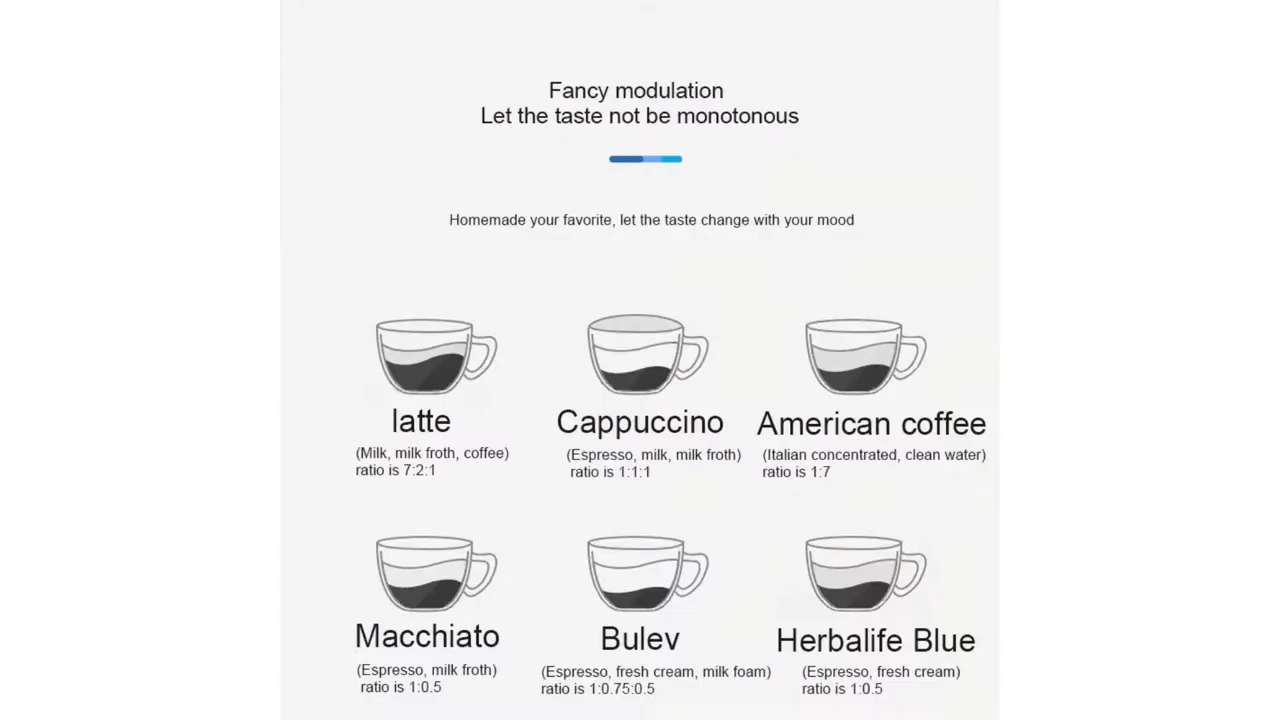 Fancy modulation
Let the taste not be monotonous
Homemade your favorite, let the taste change with your mood
latte
(Milk, milk froth, coffee)
ratio is 7:2:1
Cappuccino
(Espresso, milk, milk froth)
ratio is 1:1:1
American coffee
(Italian concentrated, clean water)
ratio is 1:7
Macchiato
(Espresso, milk froth)
ratio is 1:0.5
Bulev
(Espresso, fresh cream, milk foam)
ratio is 1:0.75:0.5
Herbalife Blue
(Espresso, fresh cream)
ratio is 1:0.5